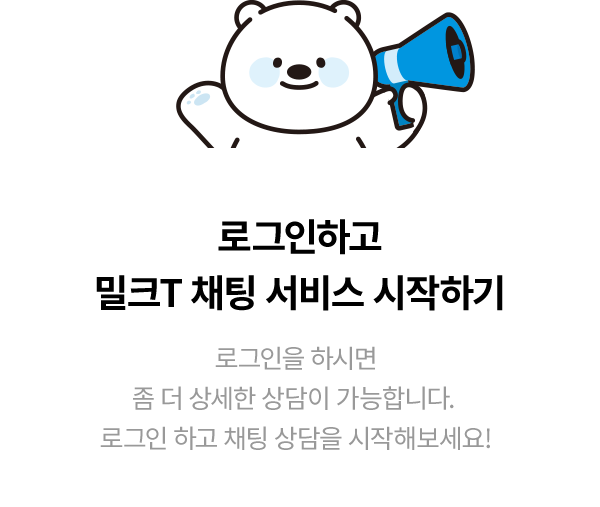 로그인하고
밀크T 채팅 서비스 시작하기
로그인을 하시면
좀 더 상세한 상담이 가능합니다.
로그인 하고 채팅 상담을 시작해보세요!